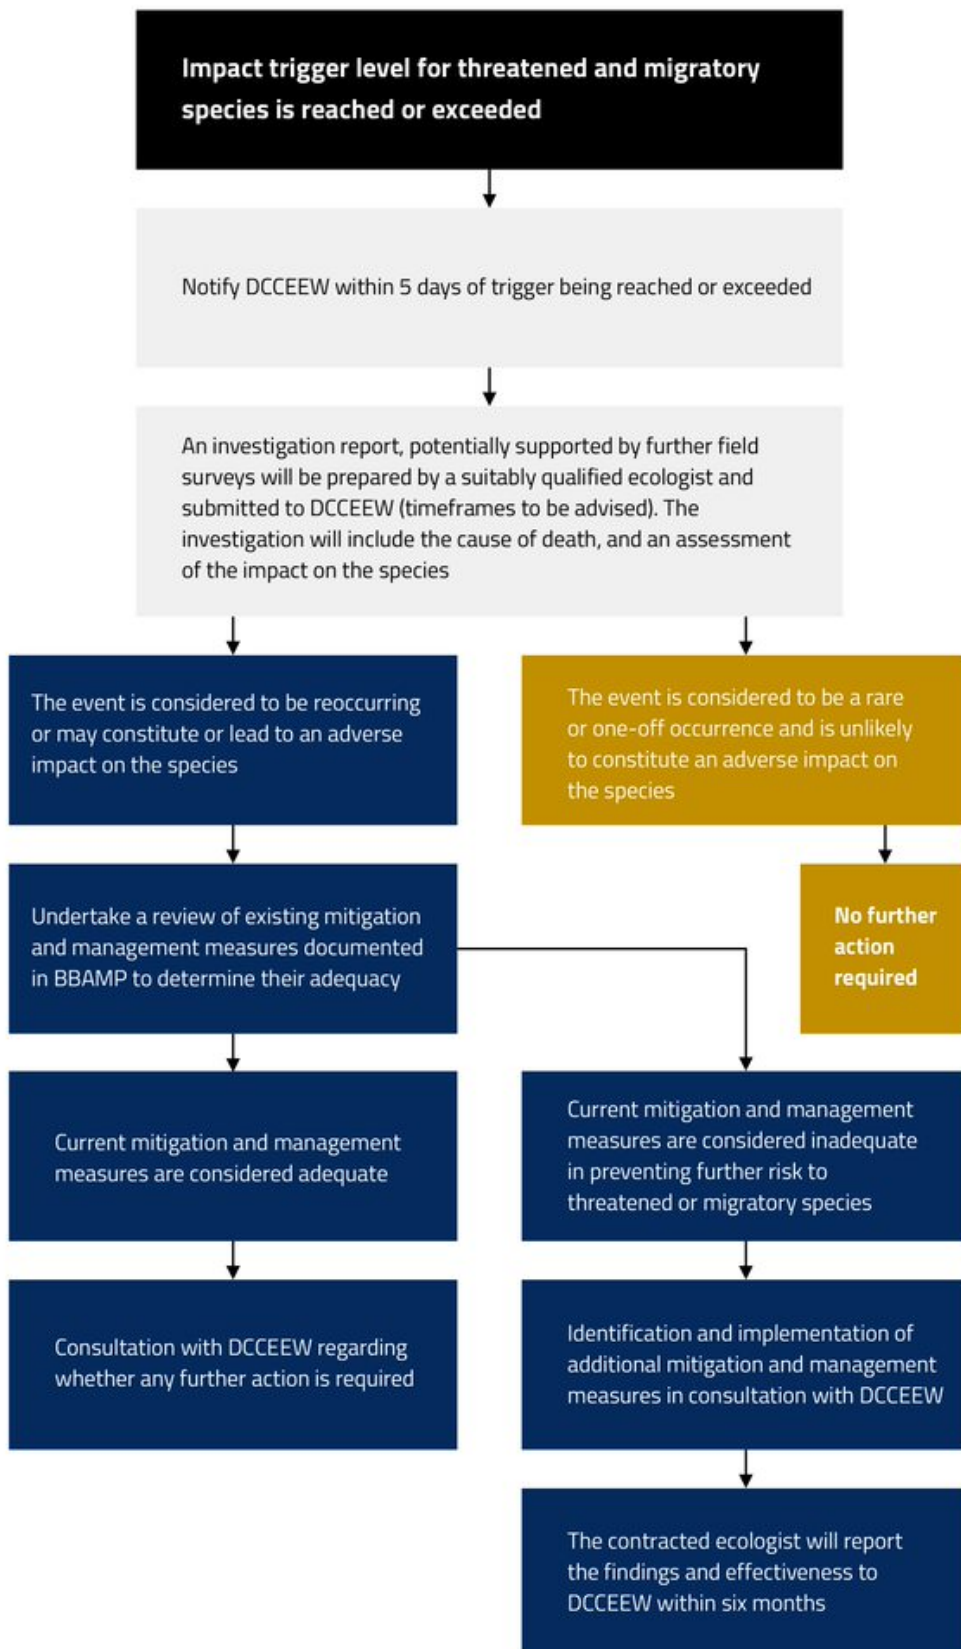 Impact trigger level for threatened and migratory
species is reached or exceeded
Notify DCCEEW within 5 days of trigger being reached or exceeded
An investigation report, potentially supported by further field
surveys will be prepared by a suitably qualified ecologist and
submitted to DCCEEW (timeframes to be advised). The
investigation will include the cause of death, and an assessment
of the impact on the species
The event is considered to be reoccurring
or may constitute or lead to an adverse
impact on the species
The event is considered to be a rare
or one-off occurrence and is unlikely
to constitute an adverse impact on
the species
Undertake a review of existing mitigation
and management measures documented
in BBAMP to determine their adequacy
No further
action
required
Current mitigation and management
measures are considered adequate
Current mitigation and management
measures are considered inadequate
in preventing further risk to
threatened or migratory species
Consultation with DCCEEW regarding
whether any further action is required
Identification and implementation of
additional mitigation and management
measures in consultation with DCCEEW
The contracted ecologist will report
the findings and effectiveness to
DCCEEW within six months